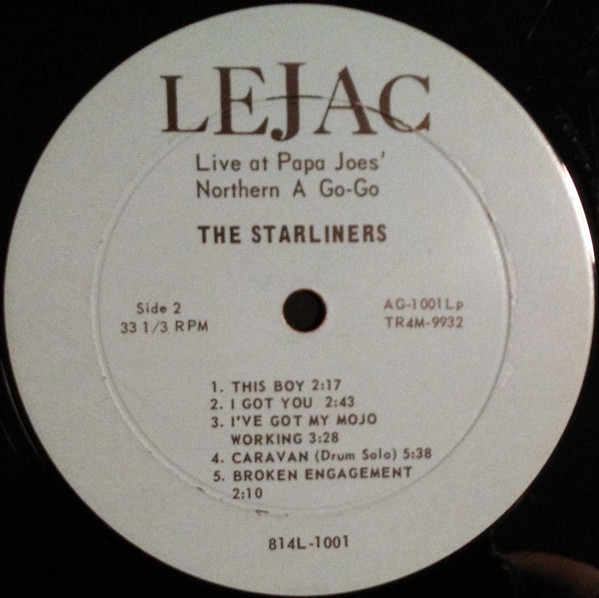 LEJAC
Live at Papa Joes'
Northern A Go-Go
THE STARLINERS
Side 2
33 1/3 RPM
AG-1001Lp
TR4M-9932
1. THIS BOY 2:17
2. I GOT YOU 2:43
3. I'VE GOT MY MOJO
WORKING 3:28
4. CARAVAN (Drum Solo) 5:38
5. BROKEN ENGAGEMENT
2:10
814L-1001